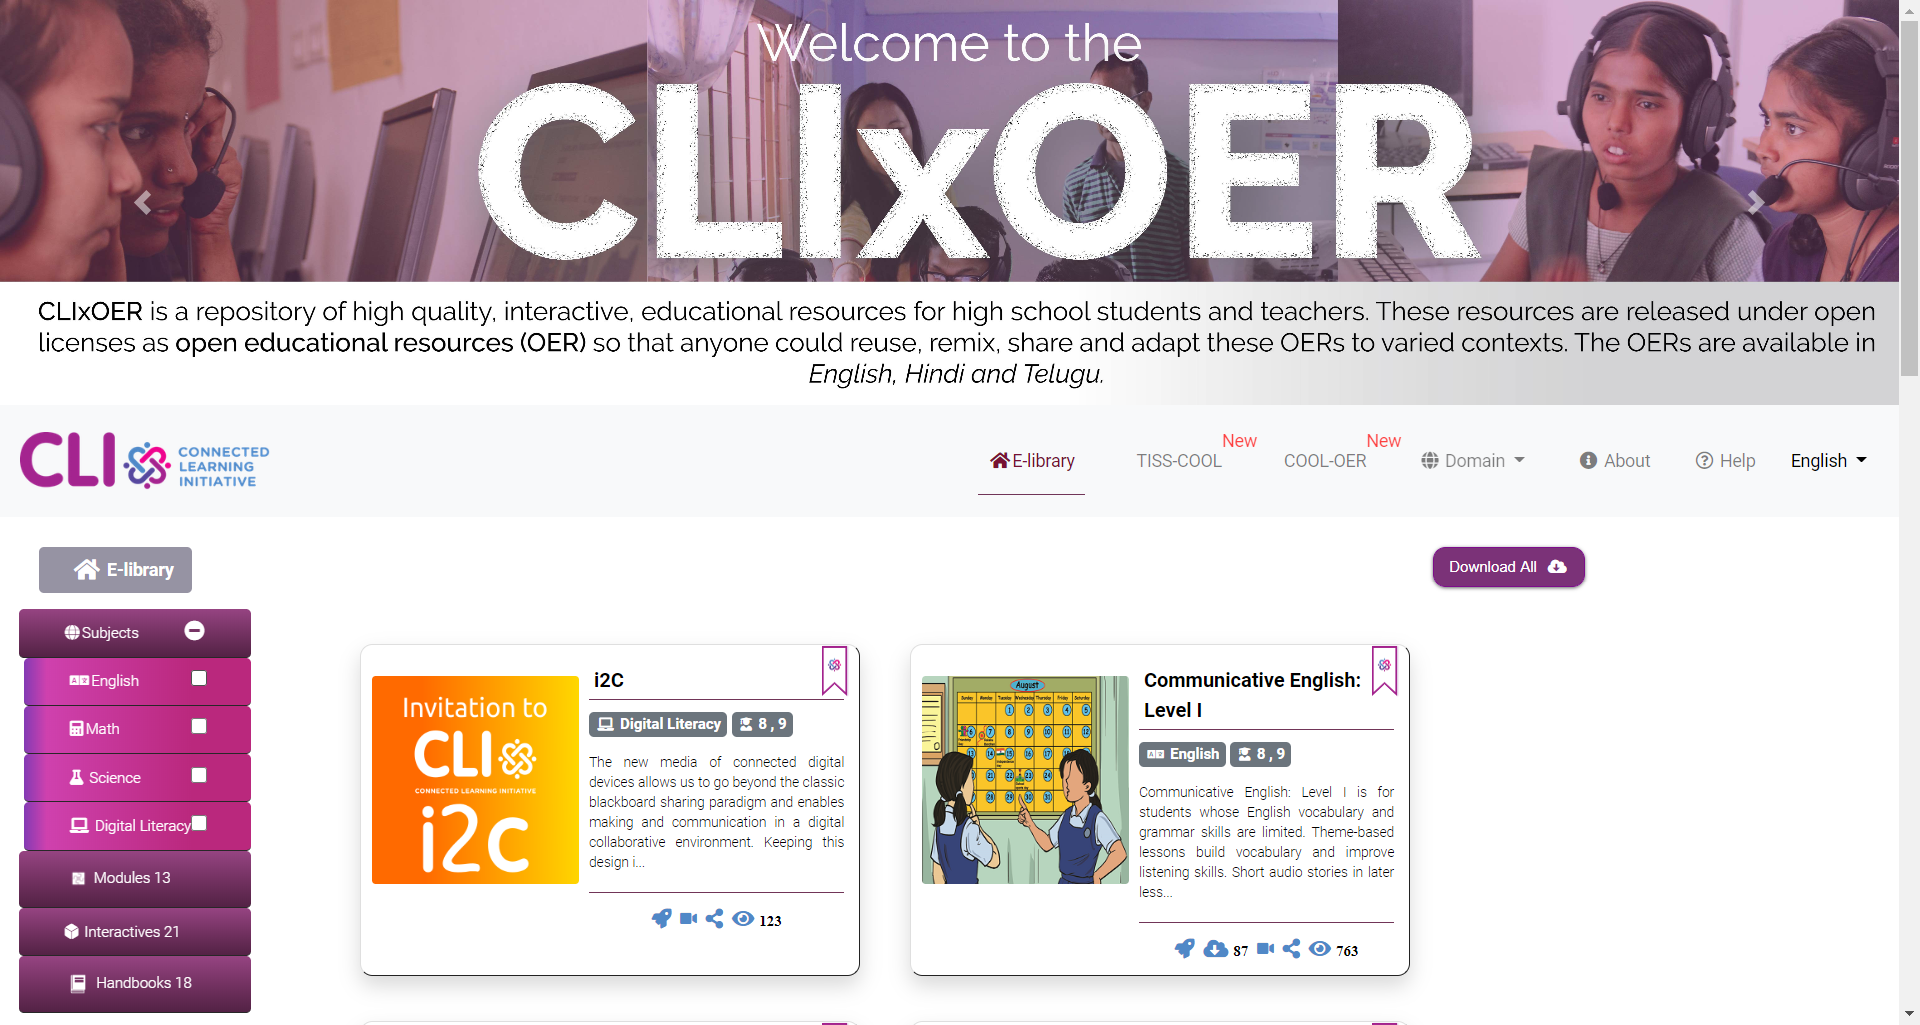 Welcome to the
CLIxOER
CLIxOER is a repository of high quality, interactive, educational resources for high school students and teachers. These resources are released under open
licenses as open educational resources (OER) so that anyone could reuse, remix, share and adapt these OERs to varied contexts. The OERs are available in
English, Hindi and Telugu.
CLI CONNECTED
LEARNING
INITIATIVE
E-library
TISS-COOL New
COOL-OER New
Domain
About
Help
English
E-library
Download All
Subjects
English
Math
Science
Digital Literacy
Modules 13
Interactives 21
Handbooks 18
Invitation to
CLI
CONNECTED LEARNING INITIATIVE
i2c
i2C
Digital Literacy 8 , 9
The new media of connected digital
devices allows us to go beyond the classic
blackboard sharing paradigm and enables
making and communication in a digital
collaborative environment. Keeping this
design i...
123
August
Communicative English:
Level I
English 8 , 9
Communicative English: Level I is for
students whose English vocabulary and
grammar skills are limited. Theme-based
lessons build vocabulary and improve
listening skills. Short audio stories in later
less...
87 763